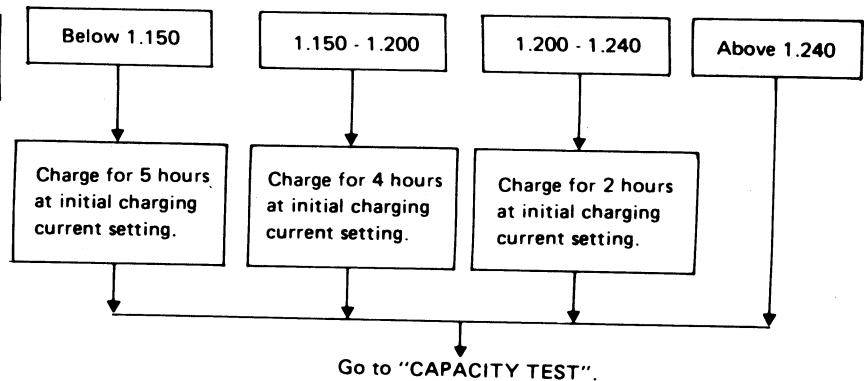 Below 1.150
1.150 - 1.200
1.200 - 1.240
Above 1.240
Charge for 5 hours
at initial charging
current setting.
Charge for 4 hours
at initial charging
current setting.
Charge for 2 hours
at initial charging
current setting.
Go to "CAPACITY TEST".